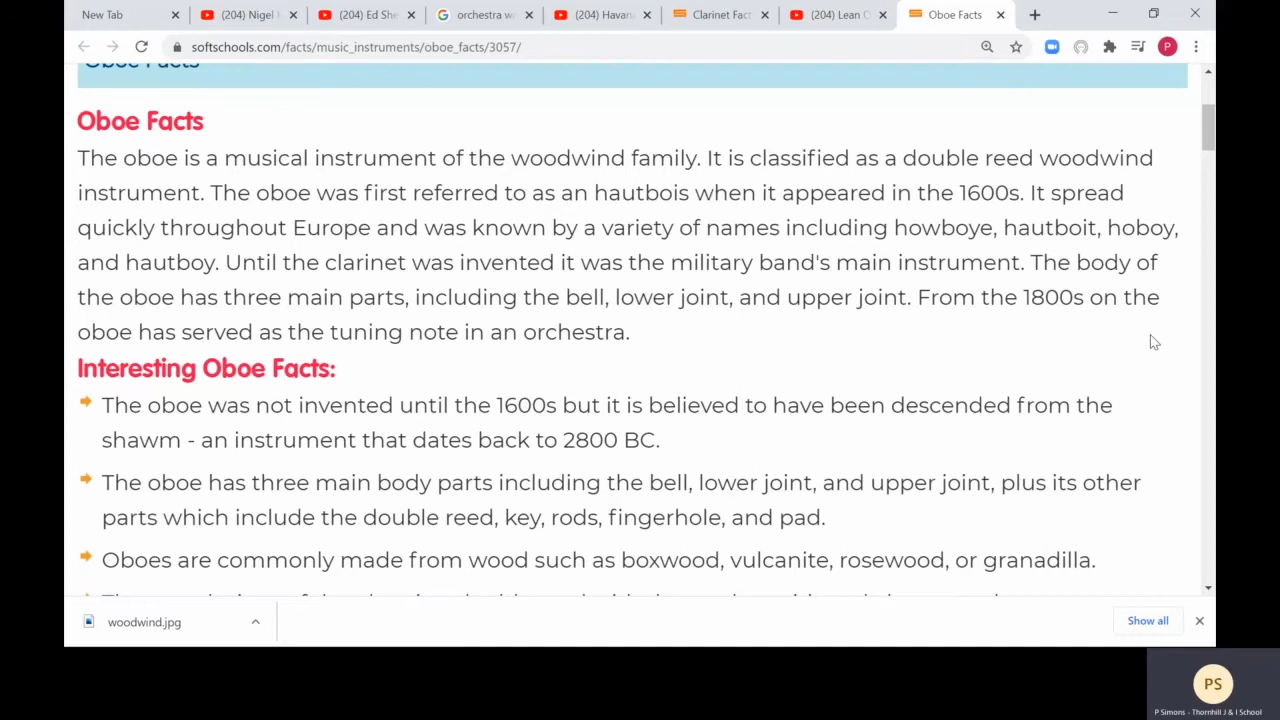 New Tab
(204) Nigel
(204) Ed She
orchestra w
(204) Havan
Clarinet Fact
(204) Lean O
Oboe Facts
softschools.com/facts/music_instruments/oboe_facts/3057/
P
Oboe Facts
Oboe Facts
The oboe is a musical instrument of the woodwind family. It is classified as a double reed woodwind
instrument. The oboe was first referred to as an hautbois when it appeared in the 1600s. It spread
quickly throughout Europe and was known by a variety of names including howboye, hautboit, hoboy,
and hautboy. Until the clarinet was invented it was the military band's main instrument. The body of
the oboe has three main parts, including the bell, lower joint, and upper joint. From the 1800s on the
oboe has served as the tuning note in an orchestra.
Interesting Oboe Facts:
The oboe was not invented until the 1600s but it is believed to have been descended from the
shawm - an instrument that dates back to 2800 BC.
The oboe has three main body parts including the bell, lower joint, and upper joint, plus its other
parts which include the double reed, key, rods, fingerhole, and pad.
Oboes are commonly made from wood such as boxwood, vulcanite, rosewood, or granadilla.
woodwind.jpg
Show all
PS
P Simons - Thornhill J & I School